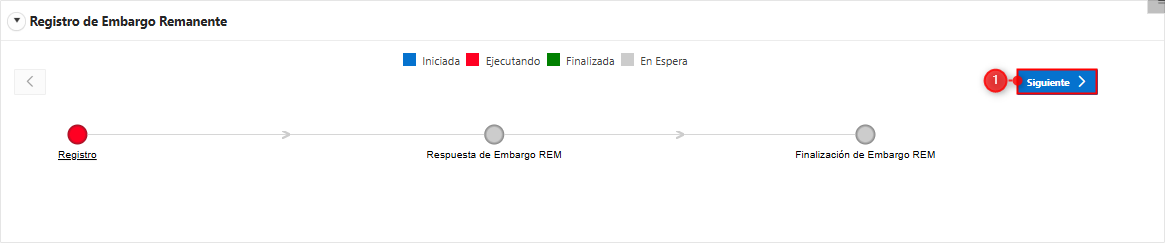 Registro de Embargo Remanente
Iniciada Ejecutando Finalizada En Espera
1 Siguiente
Registro Respuesta de Embargo REM Finalización de Embargo REM